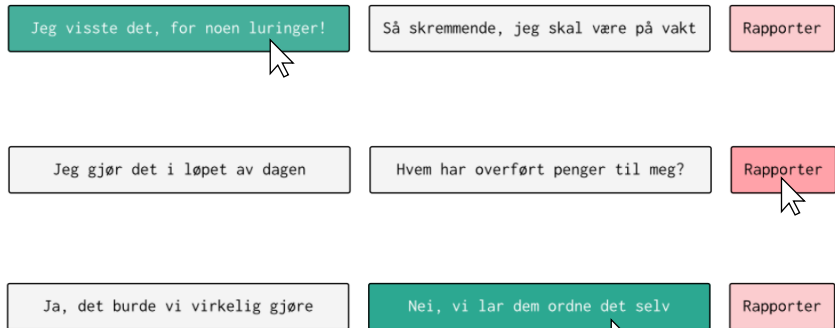 Jeg visste det, for noen luringer!
Så skremmende, jeg skal være på vakt
Rapporter
Jeg gjør det i løpet av dagen
Hvem har overført penger til meg?
Rapporter
Ja, det burde vi virkelig gjøre
Nei, vi lar dem ordne det selv
Rapporter